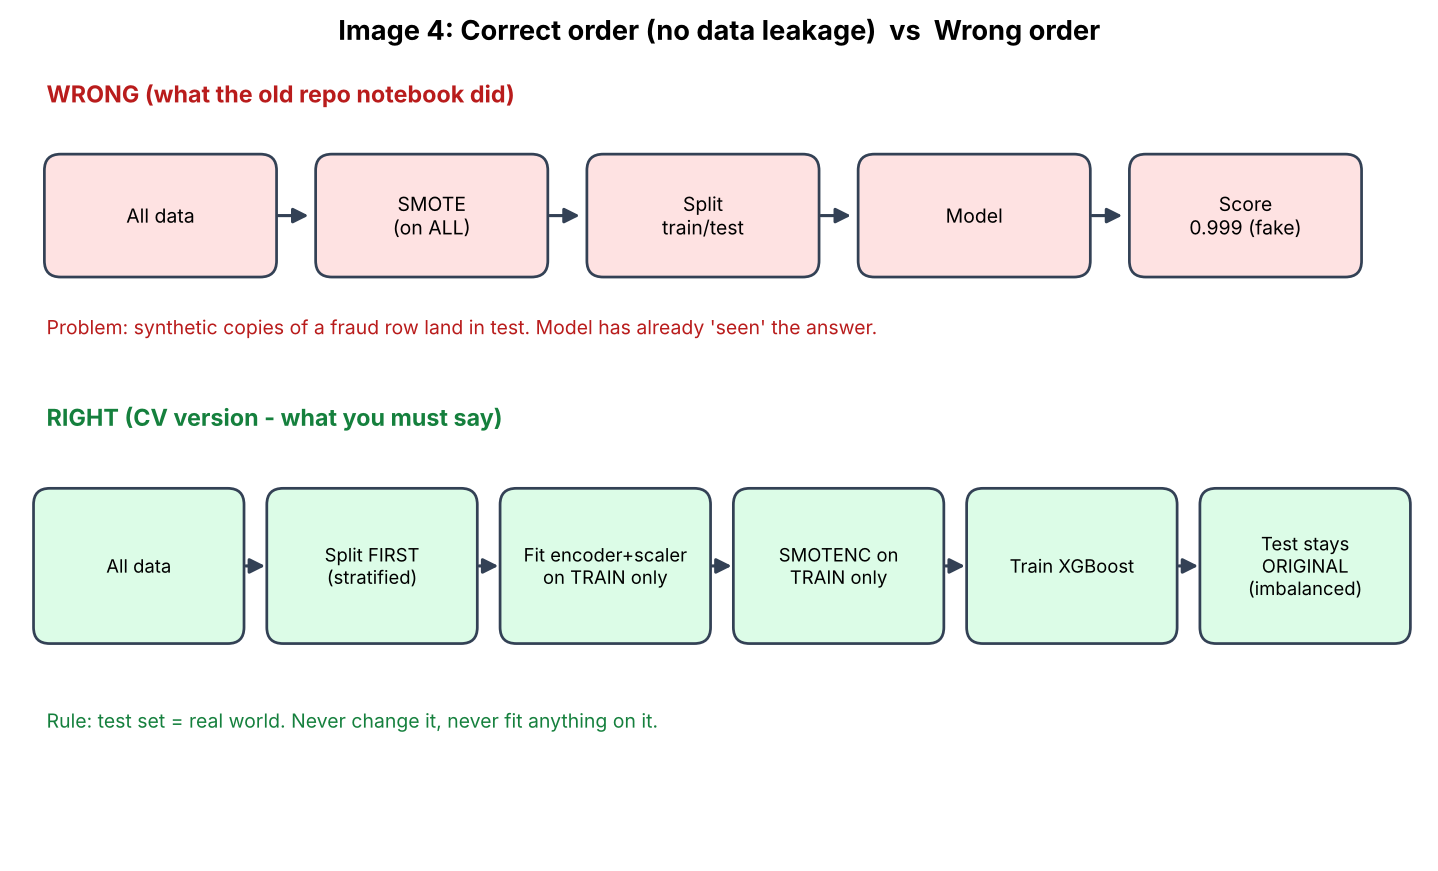 Image 4: Correct order (no data leakage)  vs  Wrong order
WRONG (what the old repo notebook did)
All data
SMOTE
(on ALL)
Split
train/test
Model
Score
0.999 (fake)
Problem: synthetic copies of a fraud row land in test. Model has already 'seen' the answer.
RIGHT (CV version - what you must say)
All data
Split FIRST
(stratified)
Fit encoder+scaler
on TRAIN only
SMOTENC on
TRAIN only
Train XGBoost
Test stays
ORIGINAL
(imbalanced)
Rule: test set = real world. Never change it, never fit anything on it.